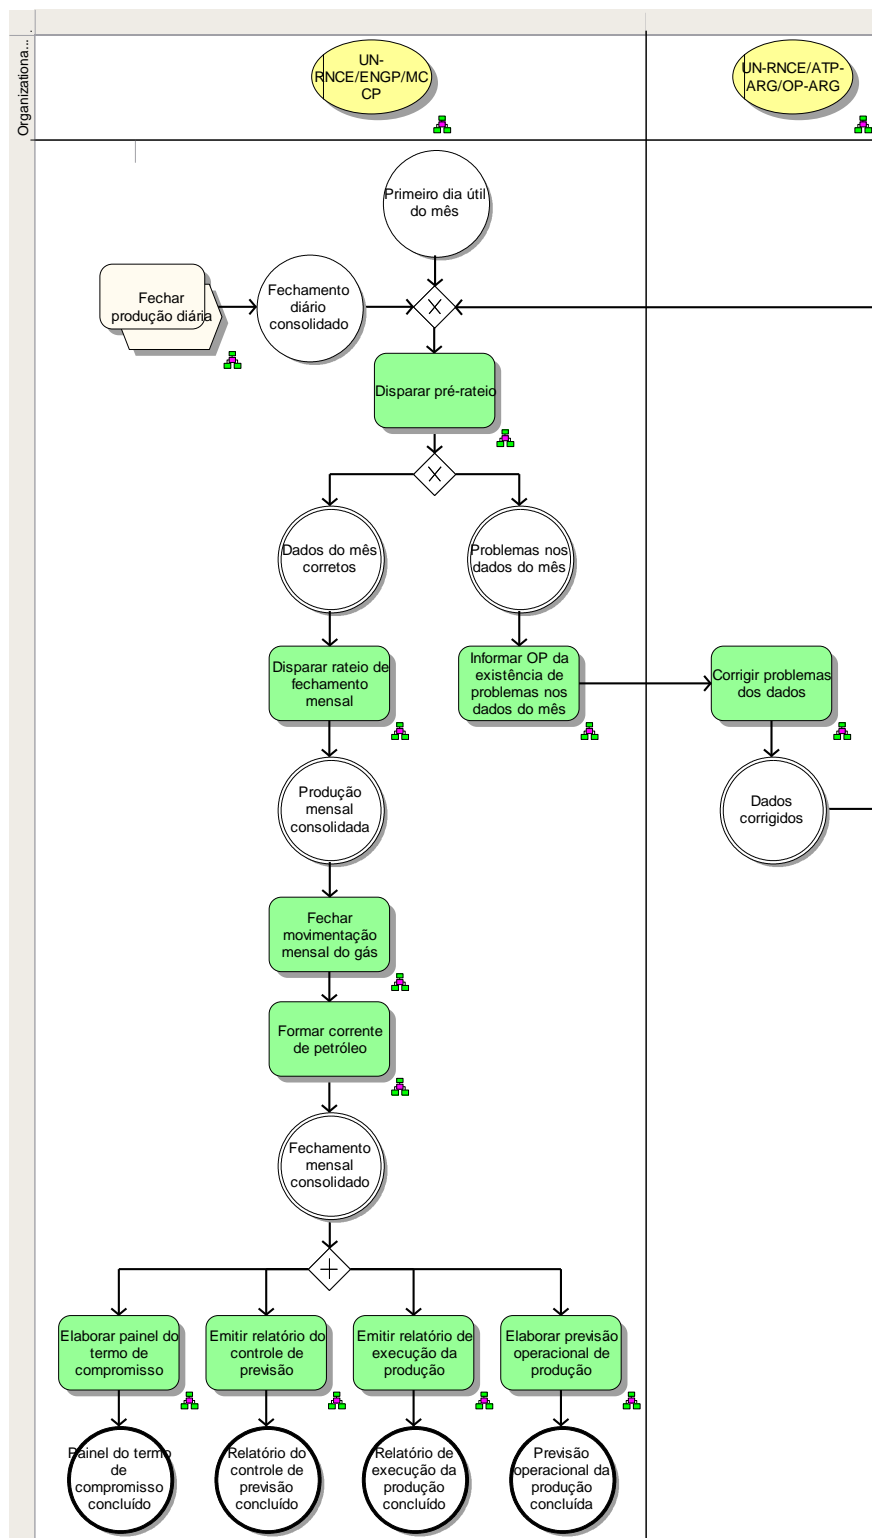 Organizationa...
UN-
RNCE/ENGP/MC
CP
UN-RNCE/ATP-
ARG/OP-ARG
Primeiro dia útil
do mês
Fechar
produção diária
Fechamento
diário
consolidado
Disparar pré-rateio
Dados do mês
corretos
Problemas nos
dados do mês
Disparar rateio de
fechamento
mensal
Informar OP da
existência de
problemas nos
dados do mês
Corrigir problemas
dos dados
Produção
mensal
consolidada
Dados
corrigidos
Fechar
movimentação
mensal do gás
Formar corrente
de petróleo
Fechamento
mensal
consolidado
Elaborar painel do
termo de
compromisso
Emitir relatório do
controle de
previsão
Emitir relatório de
execução da
produção
Elaborar previsão
operacional de
produção
Painel do termo
de
compromisso
concluído
Relatório do
controle de
previsão
concluído
Relatório de
execução da
produção
concluído
Previsão
operacional da
produção
concluída